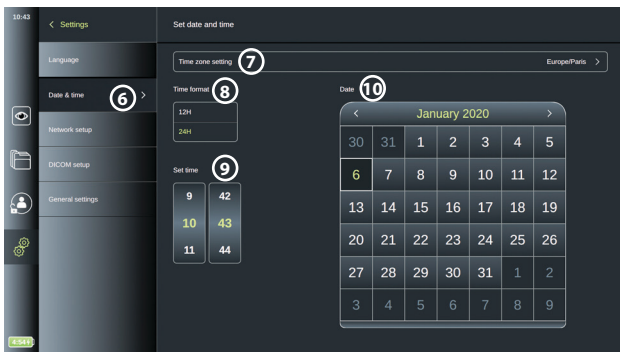 10:43
< Settings
Set date and time
Language
Time zone setting 7
Europe/Paris >
Date & time 6 >
Time format 8
12H
24H
Date 10
< January 2020 >
30 31 1 2 3 4 5
6 7 8 9 10 11 12
13 14 15 16 17 18 19
20 21 22 23 24 25 26
27 28 29 30 31 1 2
3 4 5 6 7 8 9
Network setup
DICOM setup
General settings
Set time 9
9 42
10 43
11 44
4:54+